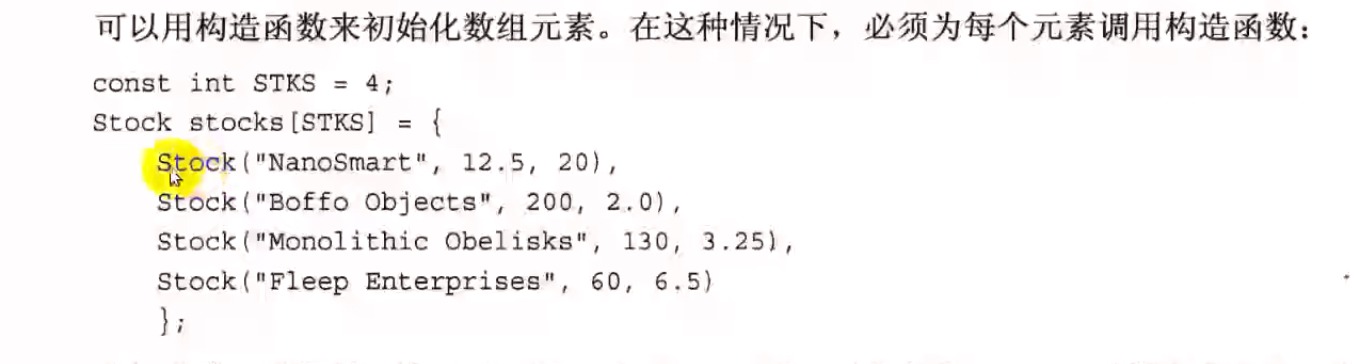 可以用构造函数来初始化数组元素。在这种情况下，必须为每个元素调用构造函数：
const int STKS = 4;
Stock stocks[STKS] = {
Stock("NanoSmart", 12.5, 20),
Stock("Boffo Objects", 200, 2.0),
Stock("Monolithic Obelisks", 130, 3.25),
Stock("Fleep Enterprises", 60, 6.5)
};